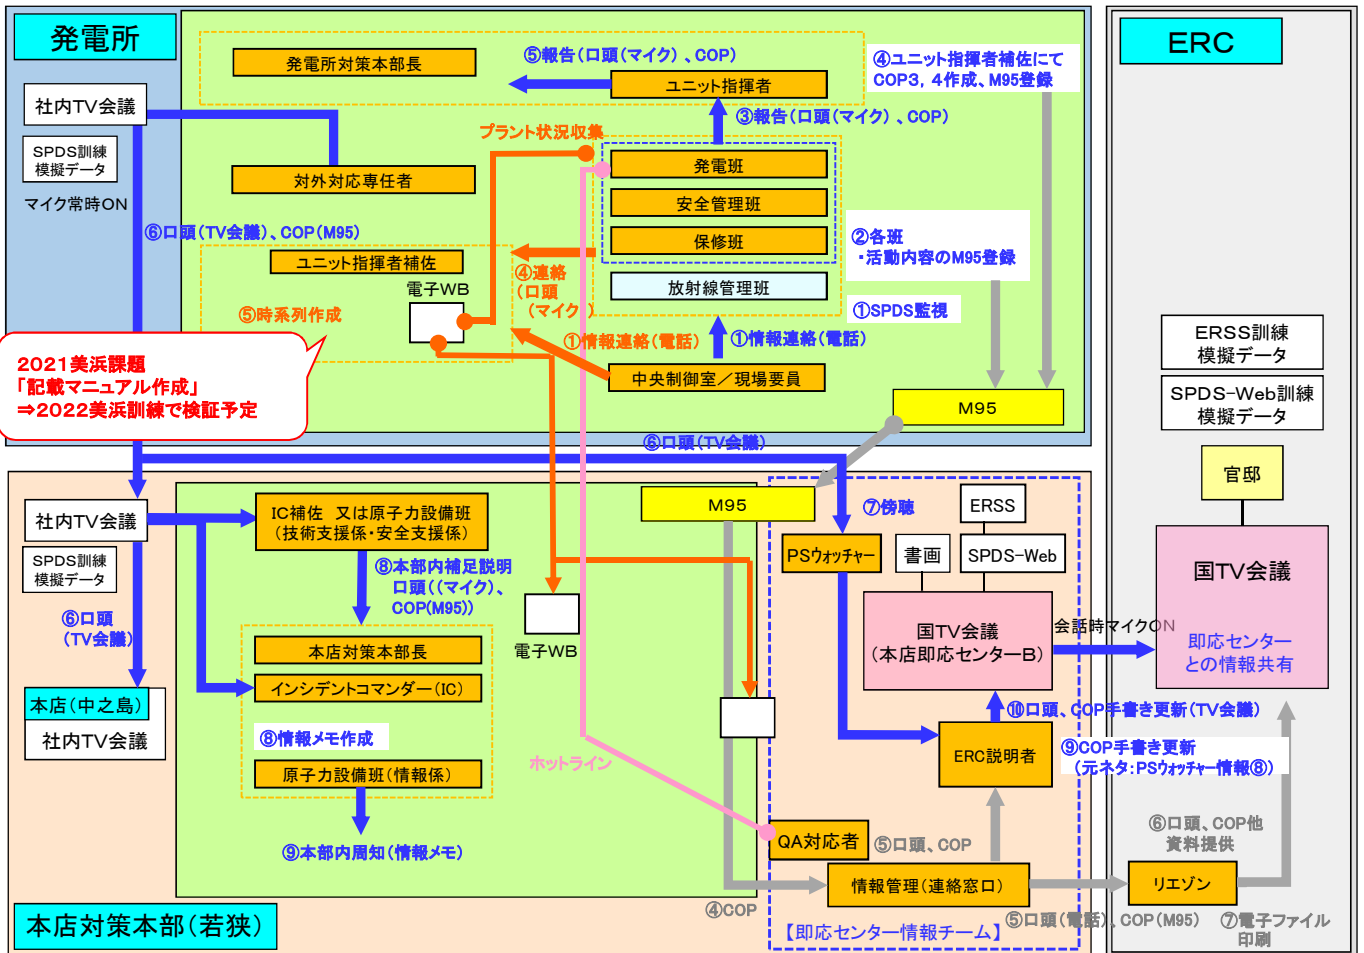 発電所
社内TV会議
SPDS訓練
模擬データ
マイク常時ON
発電所対策本部長
⑤報告(口頭(マイク)、COP)
ユニット指揮者
④ユニット指揮者補佐にて
COP3,4作成、M95登録
③報告(口頭(マイク)、COP)
プラント状況収集
対外対応専任者
発電班
安全管理班
保修班
放射線管理班
⑥口頭(TV会議)、COP(M95)
ユニット指揮者補佐
電子WB
⑤時系列作成
④連絡
(口頭
(マイク))
②各班
・活動内容のM95登録
①SPDS監視
①情報連絡(電話)
①情報連絡(電話)
中央制御室/現場要員
M95
2021美浜課題
「記載マニュアル作成」
⇒2022美浜訓練で検証予定
⑥口頭(TV会議)
ERC
ERSS訓練
模擬データ
SPDS-Web訓練
模擬データ
官邸
国TV会議
即応センター
との情報共有
社内TV会議
SPDS訓練
模擬データ
⑥口頭
(TV会議)
本店(中之島)
社内TV会議
IC補佐 又は原子力設備班
(技術支援係・安全支援係)
⑧本部内補足説明
口頭((マイク)、
COP(M95))
本店対策本部長
インシデントコマンダー(IC)
⑧情報メモ作成
原子力設備班(情報係)
⑨本部内周知(情報メモ)
電子WB
ホットライン
M95
⑦傍聴
PSウォッチャー
書画
ERSS
SPDS-Web
国TV会議
(本店即応センターB)
会話時マイクON
⑩口頭、COP手書き更新(TV会議)
ERC説明者
⑨COP手書き更新
(元ネタ:PSウォッチャー情報⑧)
QA対応者
⑤口頭、COP
情報管理(連絡窓口)
④COP
⑤口頭(電話)、COP(M95)
【即応センター情報チーム】
⑥口頭、COP他
資料提供
リエゾン
⑦電子ファイル
印刷
本店対策本部(若狭)